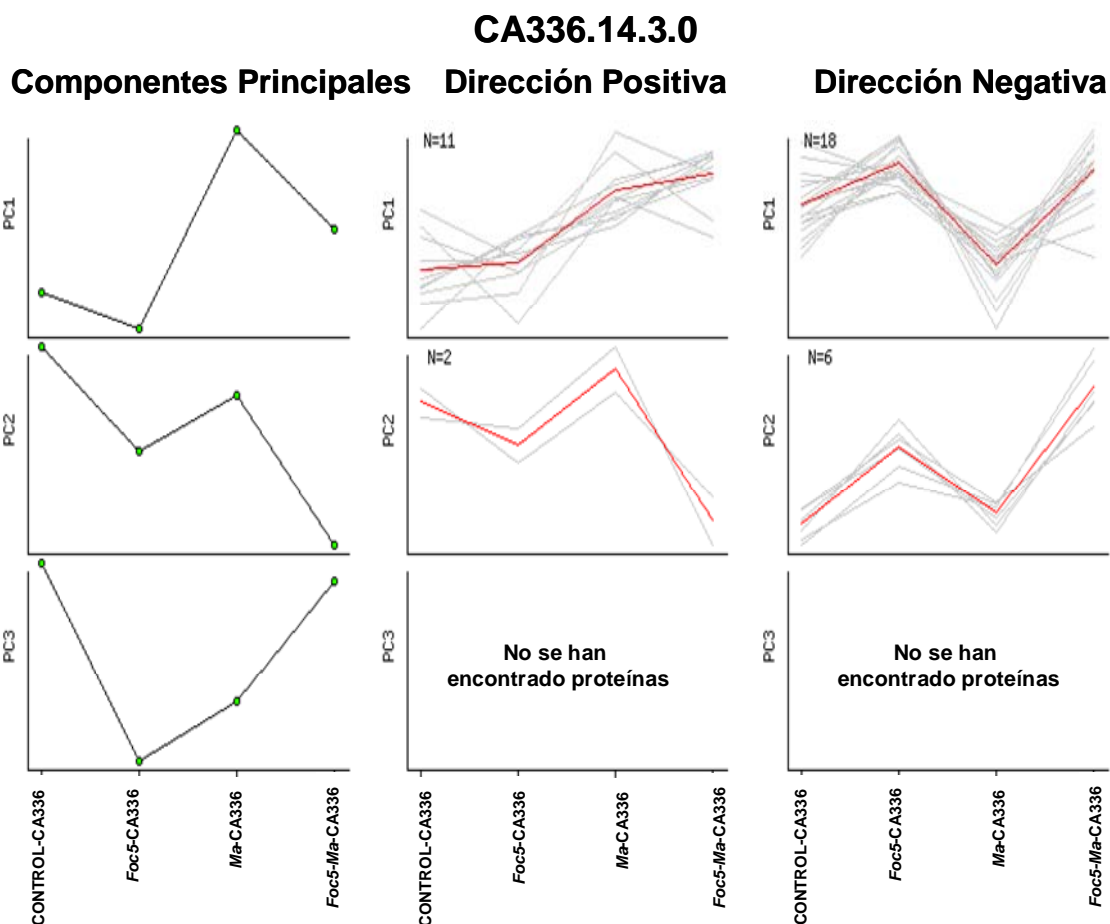 CA336.14.3.0
Componentes Principales
Dirección Positiva
Dirección Negativa
PC1
PC1
N=11
PC1
N=18
PC2
PC2
N=2
PC2
N=6
PC3
PC3
No se han
encontrado proteínas
PC3
No se han
encontrado proteínas
CONTROL-CA336
Foc5-CA336
Ma-CA336
Foc5-Ma-CA336
CONTROL-CA336
Foc5-CA336
Ma-CA336
Foc5-Ma-CA336
CONTROL-CA336
Foc5-CA336
Ma-CA336
Foc5-Ma-CA336